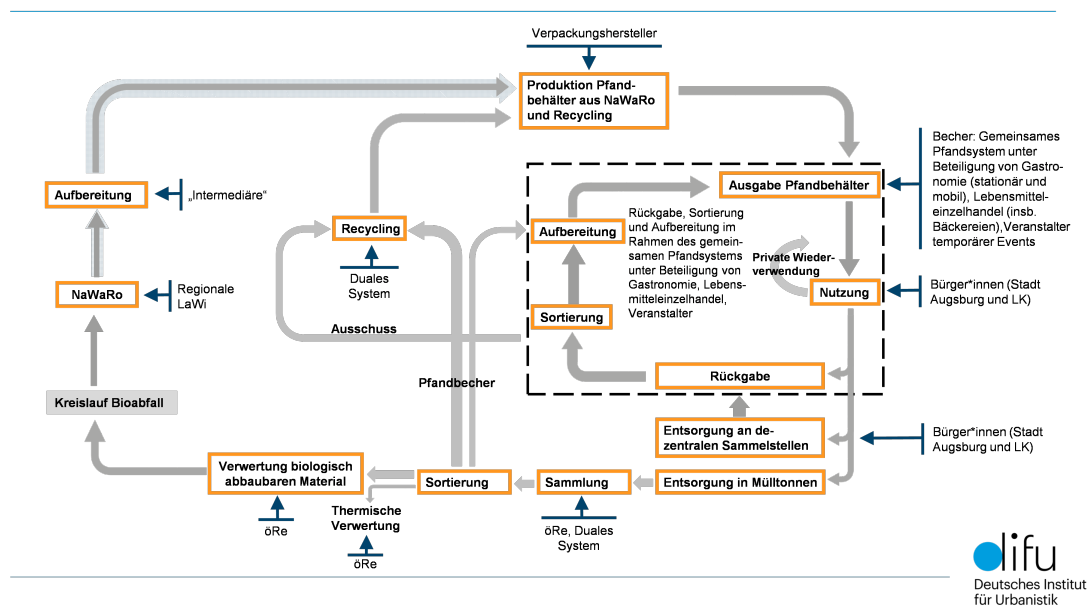 Verpackungshersteller
Produktion Pfand-
behälter aus NaWaRo
und Recycling
Becher: Gemeinsames
Pfandsystem unter
Beteiligung von Gastro-
nomie (stationär und
mobil), Lebensmittel-
einzelhandel (insb.
Bäckereien),Veranstalter
temporärer Events
Aufbereitung
„Intermediäre“
Ausgabe Pfandbehälter
Recycling
Aufbereitung
Rückgabe, Sortierung
und Aufbereitung im
Rahmen des gemein-
samen Pfandsystems
unter Beteiligung von
Gastronomie, Lebens-
mitteleinzelhandel,
Veranstalter
Private Wieder-
verwendung
Duales
System
NaWaRo
Regionale
LaWi
Nutzung
Bürger*innen (Stadt
Augsburg und LK)
Sortierung
Ausschuss
Rückgabe
Pfandbecher
Kreislauf Bioabfall
Entsorgung an de-
zentralen Sammelstellen
Bürger*innen (Stadt
Augsburg und LK)
Verwertung biologisch
abbaubaren Material
Sortierung
Sammlung
Entsorgung in Mülltonnen
Thermische
Verwertung
öRe
öRe
öRe, Duales
System
difu
Deutsches Institut
für Urbanistik